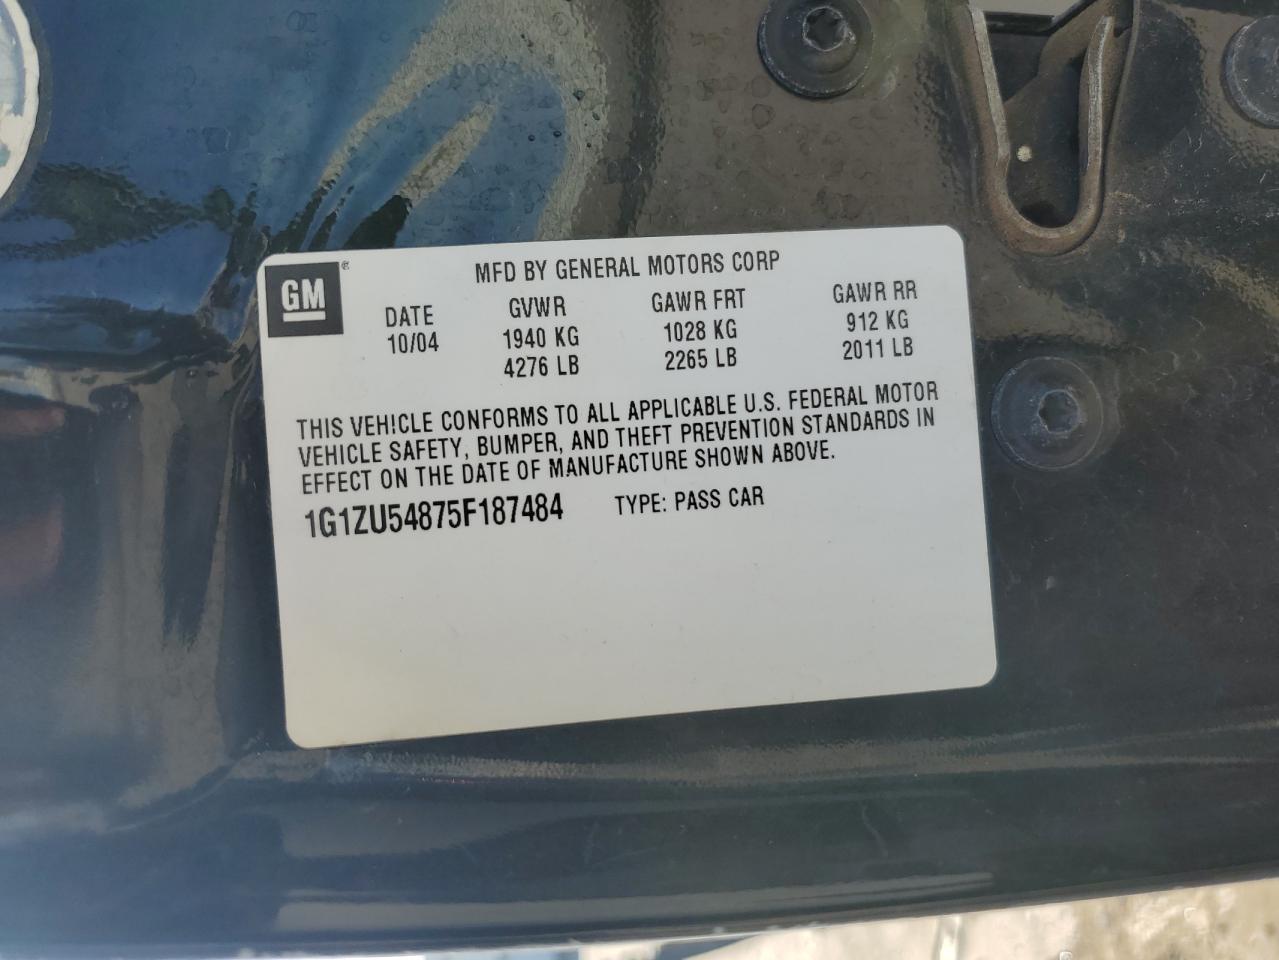 GM®
MFD BY GENERAL MOTORS CORP
DATE GVWR GAWR FRT GAWR RR
10/04 1940 KG 1028 KG 912 KG
4276 LB 2265 LB 2011 LB
THIS VEHICLE CONFORMS TO ALL APPLICABLE U.S. FEDERAL MOTOR
VEHICLE SAFETY, BUMPER, AND THEFT PREVENTION STANDARDS IN
EFFECT ON THE DATE OF MANUFACTURE SHOWN ABOVE.
1G1ZU54875F187484 TYPE: PASS CAR